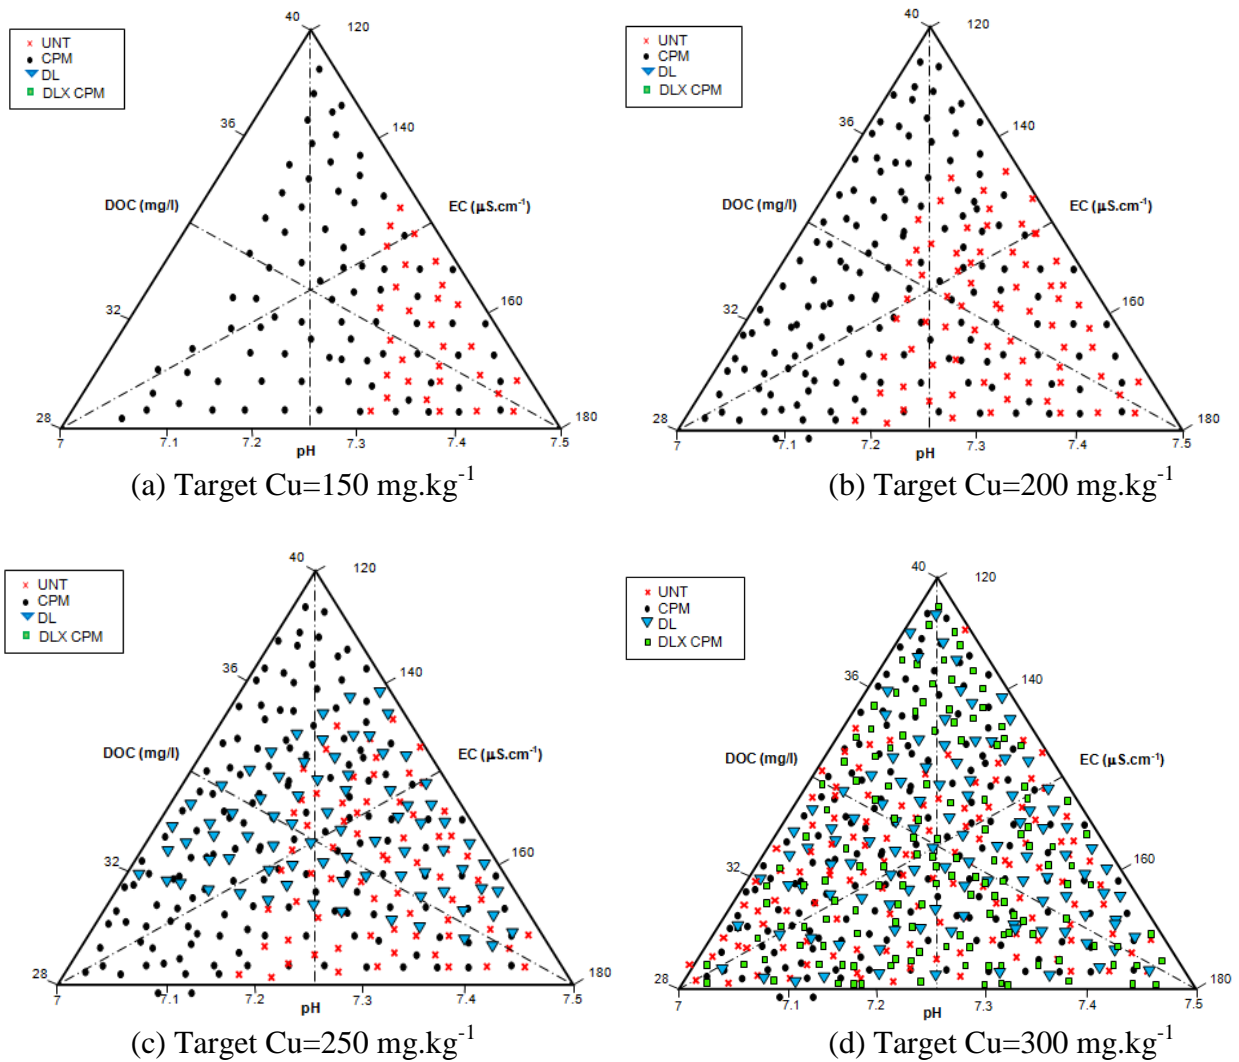 40
120
UNT
CPM
DL
DLX CPM
36
140
DOC (mg/l)
EC (µS.cm⁻¹)
32
160
28
180
7
7.1
7.2
7.3
7.4
7.5
pH
(a) Target Cu=150 mg.kg⁻¹
40
120
UNT
CPM
DL
DLX CPM
36
140
DOC (mg/l)
EC (µS.cm⁻¹)
32
160
28
180
7
7.1
7.2
7.3
7.4
7.5
pH
(b) Target Cu=200 mg.kg⁻¹
40
120
UNT
CPM
DL
DLX CPM
36
140
DOC (mg/l)
EC (µS.cm⁻¹)
32
160
28
180
7
7.1
7.2
7.3
7.4
7.5
pH
(c) Target Cu=250 mg.kg⁻¹
40
120
UNT
CPM
DL
DLX CPM
36
140
DOC (mg/l)
EC (µS.cm⁻¹)
32
160
28
180
7
7.1
7.2
7.3
7.4
7.5
pH
(d) Target Cu=300 mg.kg⁻¹